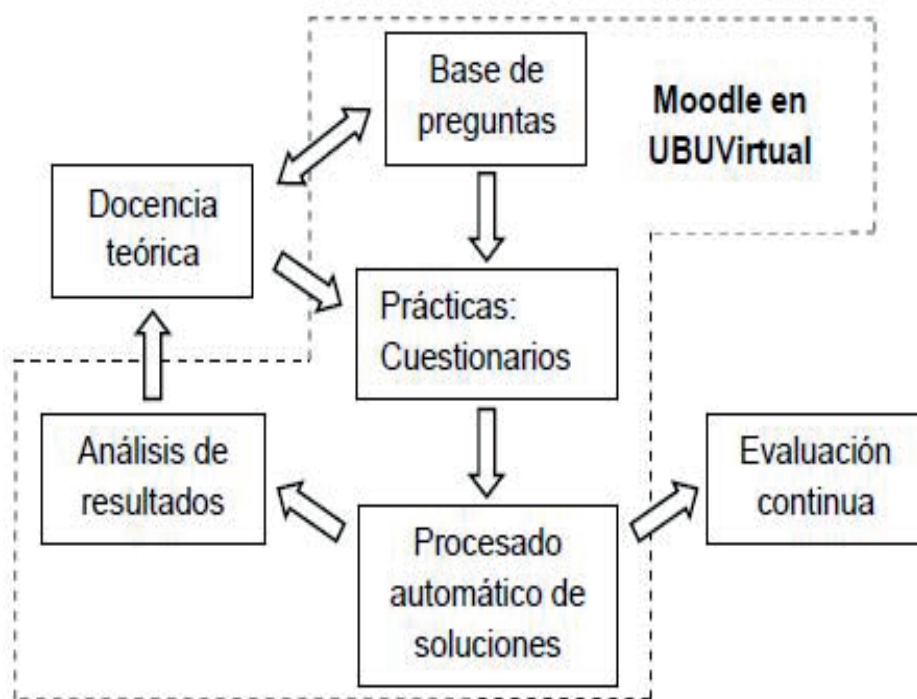 Base de
preguntas
Moodle en
UBUVirtual
Docencia
teórica
Prácticas:
Cuestionarios
Análisis de
resultados
Procesado
automático de
soluciones
Evaluación
continua